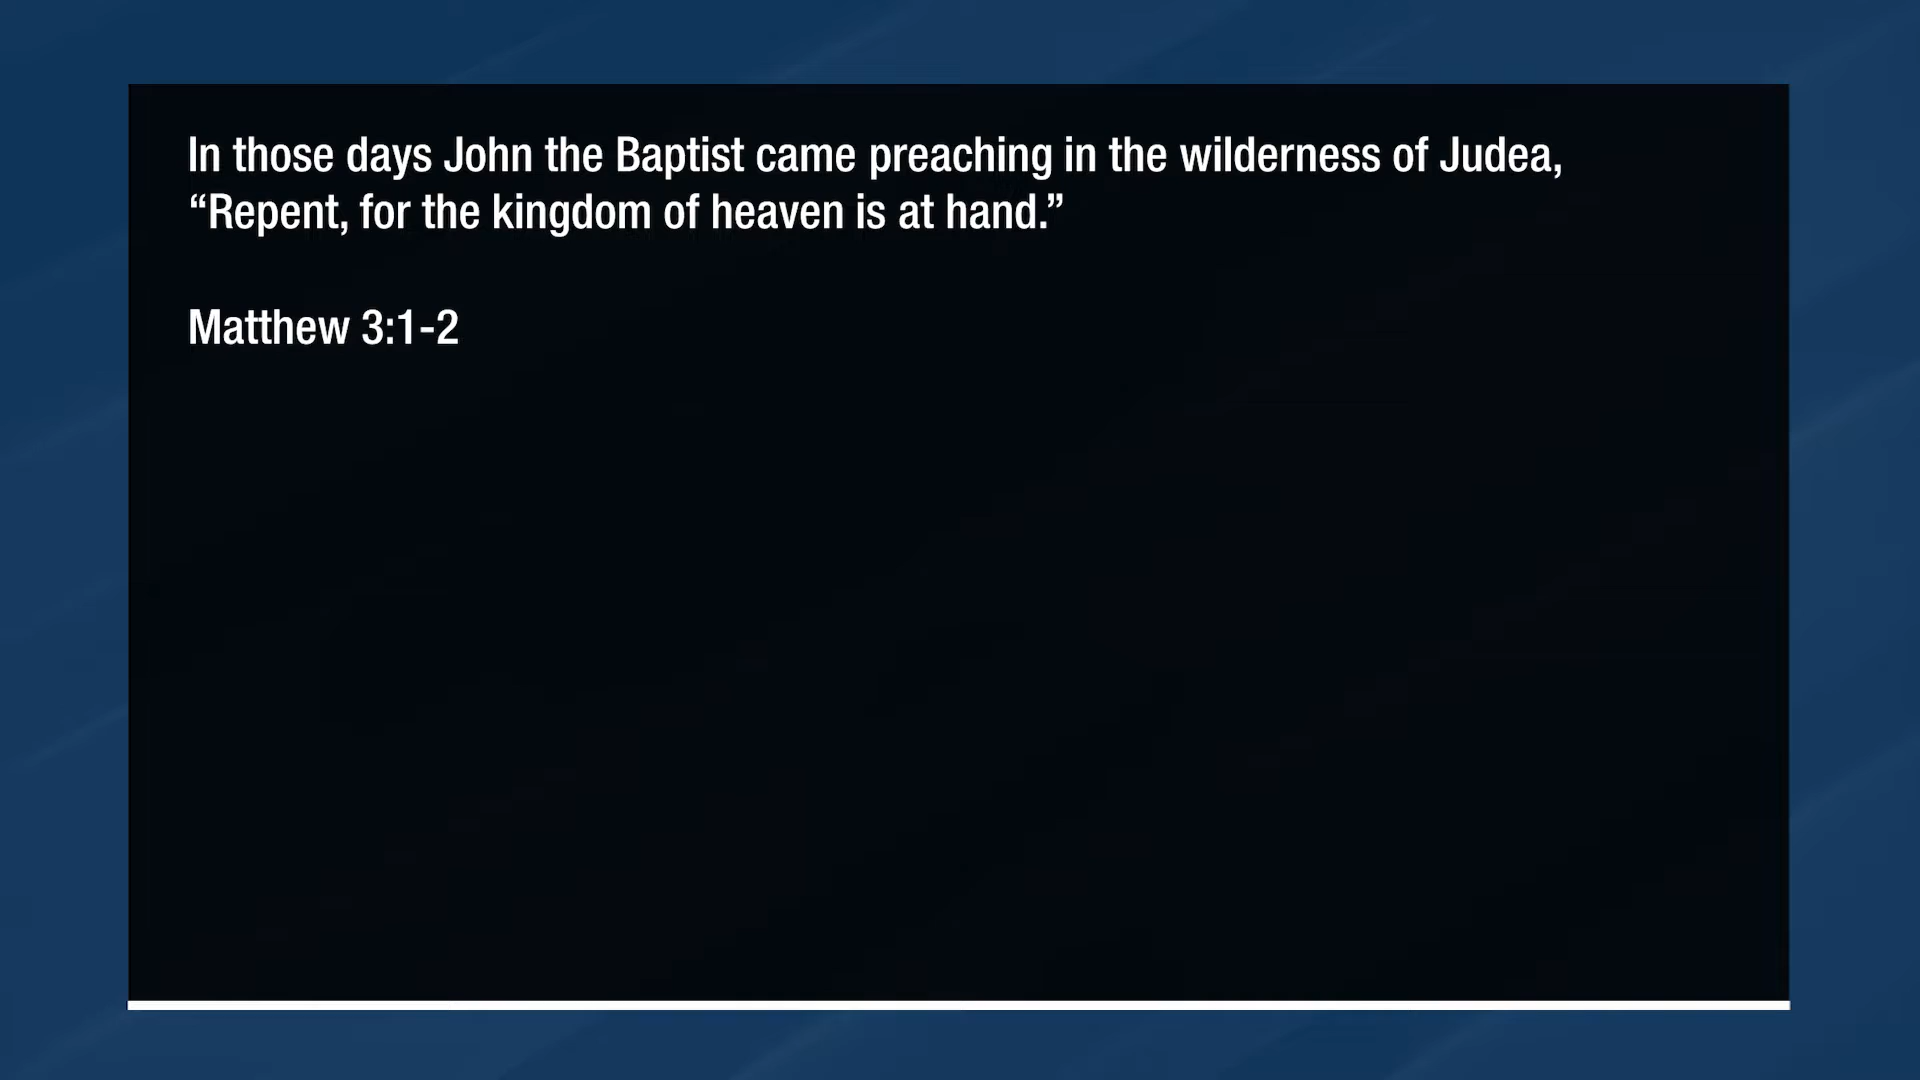 In those days John the Baptist came preaching in the wilderness of Judea,
“Repent, for the kingdom of heaven is at hand.”
Matthew 3:1-2